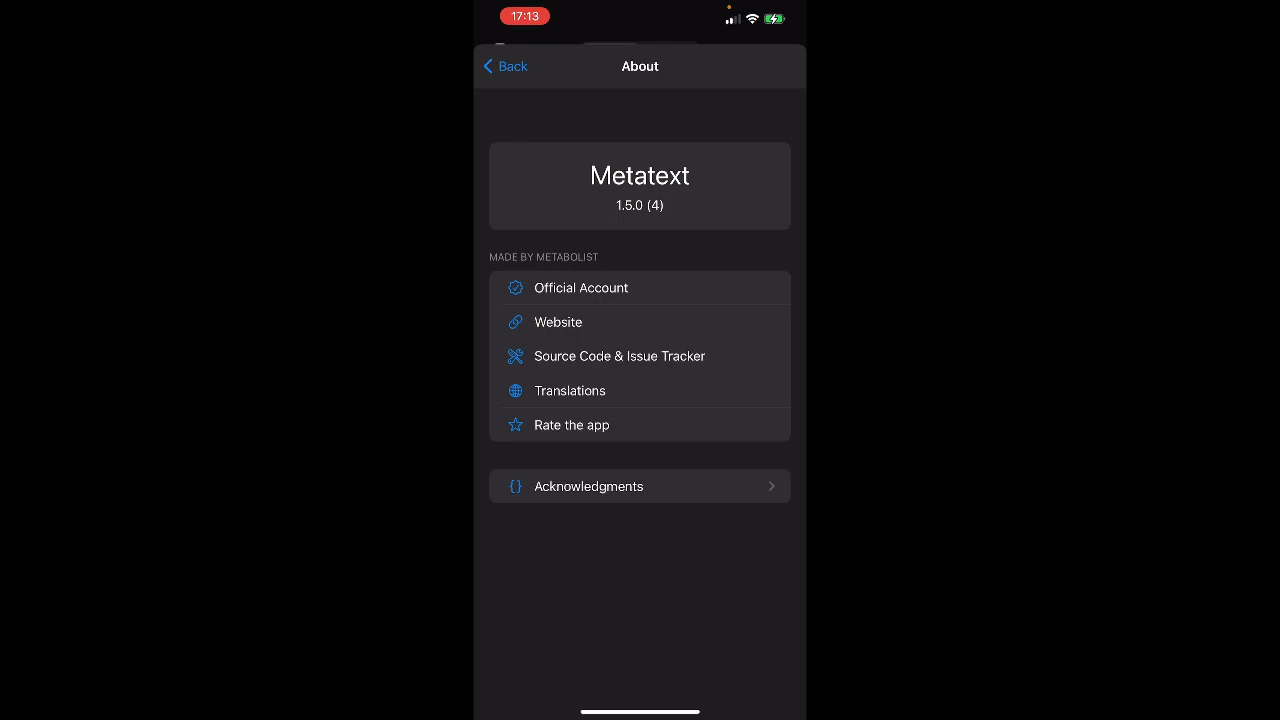 17:13
Back
About
Metatext
1.5.0 (4)
MADE BY METABOLIST
Official Account
Website
Source Code & Issue Tracker
Translations
Rate the app
{} Acknowledgments